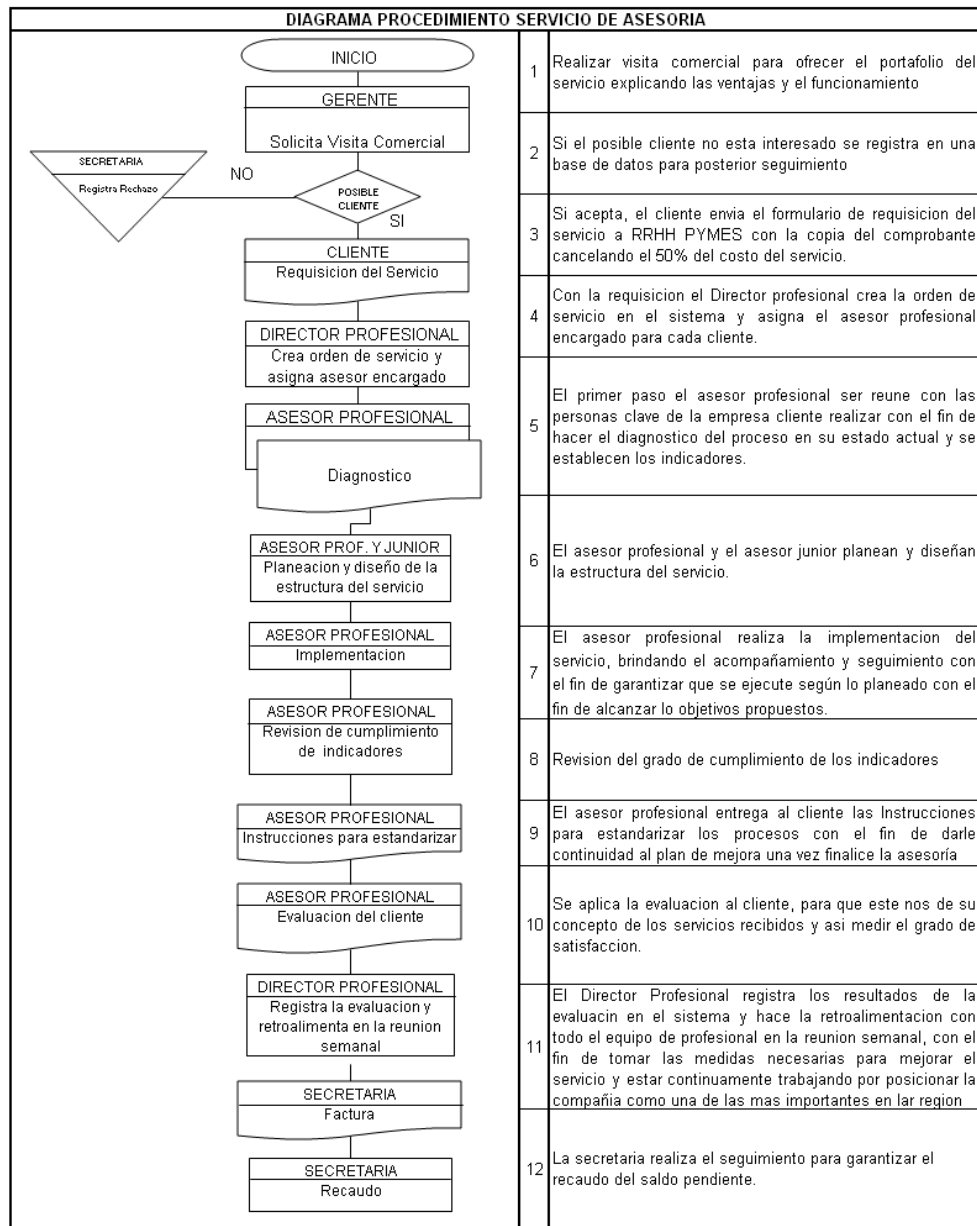 DIAGRAMA PROCEDIMIENTO SERVICIO DE ASESORIA
INICIO
GERENTE
Solicita Visita Comercial
SECRETARIA
Registra Rechazo
NO
POSIBLE
CLIENTE
SI
CLIENTE
Requisicion del Servicio
DIRECTOR PROFESIONAL
Crea orden de servicio y
asigna asesor encargado
ASESOR PROFESIONAL
Diagnostico
ASESOR PROF. Y JUNIOR
Planeacion y diseño de la
estructura del servicio
ASESOR PROFESIONAL
Implementacion
ASESOR PROFESIONAL
Revision de cumplimiento
de indicadores
ASESOR PROFESIONAL
Instrucciones para estandarizar
ASESOR PROFESIONAL
Evaluacion del cliente
DIRECTOR PROFESIONAL
Registra la evaluacion y
retroalimenta en la reunion
semanal
SECRETARIA
Factura
SECRETARIA
Recaudo
1
Realizar visita comercial para ofrecer el portafolio del
servicio explicando las ventajas y el funcionamiento
2
Si el posible cliente no esta interesado se registra en una
base de datos para posterior seguimiento
3
Si acepta, el cliente envia el formulario de requisicion del
servicio a RRHH PYMES con la copia del comprobante
cancelando el 50% del costo del servicio.
4
Con la requisicion el Director profesional crea la orden de
servicio en el sistema y asigna el asesor profesional
encargado para cada cliente.
5
El primer paso el asesor profesional ser reune con las
personas clave de la empresa cliente realizar con el fin de
hacer el diagnostico del proceso en su estado actual y se
establecen los indicadores.
6
El asesor profesional y el asesor junior planean y diseñan
la estructura del servicio.
7
El asesor profesional realiza la implementacion del
servicio, brindando el acompañamiento y seguimiento con
el fin de garantizar que se ejecute según lo planeado con el
fin de alcanzar lo objetivos propuestos.
8
Revision del grado de cumplimiento de los indicadores
9
El asesor profesional entrega al cliente las Instrucciones
para estandarizar los procesos con el fin de darle
continuidad al plan de mejora una vez finalice la asesoría
10
Se aplica la evaluacion al cliente, para que este nos de su
concepto de los servicios recibidos y asi medir el grado de
satisfaccion.
11
El Director Profesional registra los resultados de la
evaluacin en el sistema y hace la retroalimentacion con
todo el equipo de profesional en la reunion semanal, con el
fin de tomar las medidas necesarias para mejorar el
servicio y estar continuamente trabajando por posicionar la
compañia como una de las mas importantes en lar region
12
La secretaria realiza el seguimiento para garantizar el
recaudo del saldo pendiente.